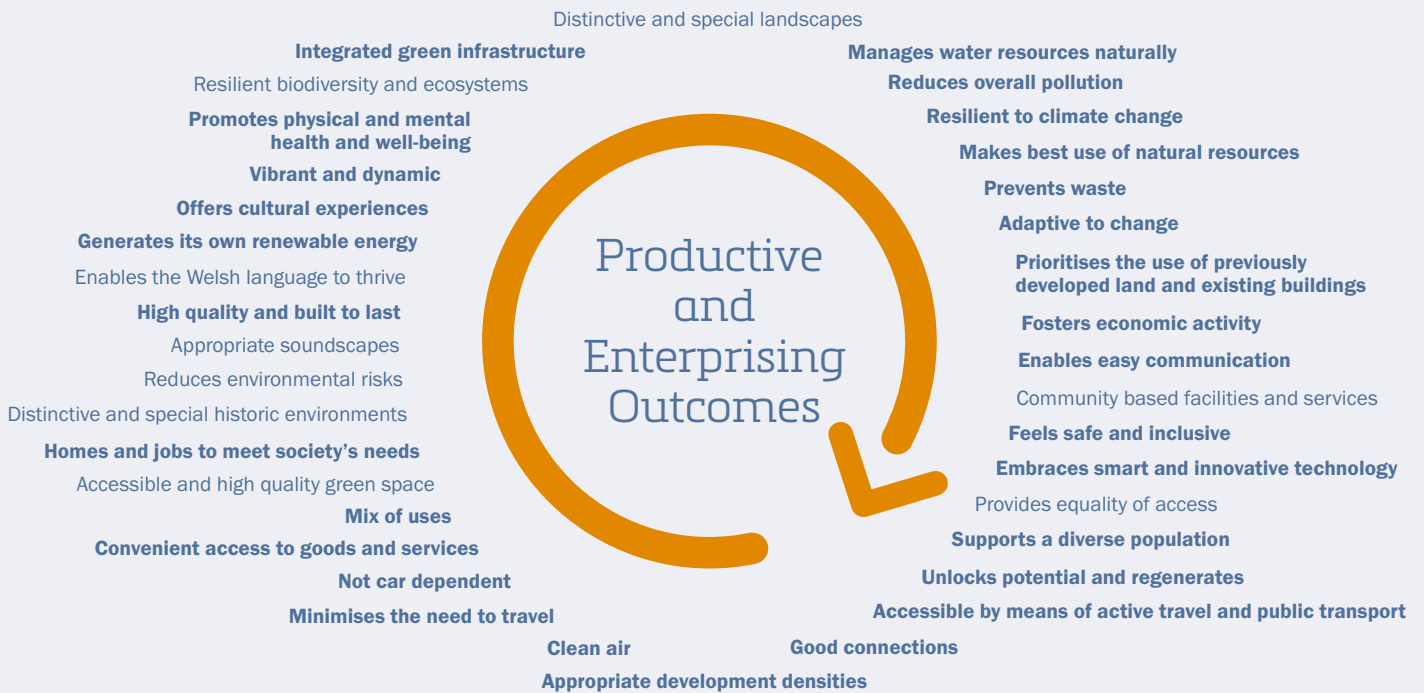 Distinctive and special landscapes
Integrated green infrastructure
Resilient biodiversity and ecosystems
Promotes physical and mental
health and well-being
Vibrant and dynamic
Offers cultural experiences
Generates its own renewable energy
Enables the Welsh language to thrive
High quality and built to last
Appropriate soundscapes
Reduces environmental risks
Distinctive and special historic environments
Homes and jobs to meet society’s needs
Accessible and high quality green space
Mix of uses
Convenient access to goods and services
Not car dependent
Minimises the need to travel
Clean air
Appropriate development densities
Productive
and
Enterprising
Outcomes
Manages water resources naturally
Reduces overall pollution
Resilient to climate change
Makes best use of natural resources
Prevents waste
Adaptive to change
Prioritises the use of previously
developed land and existing buildings
Fosters economic activity
Enables easy communication
Community based facilities and services
Feels safe and inclusive
Embraces smart and innovative technology
Provides equality of access
Supports a diverse population
Unlocks potential and regenerates
Accessible by means of active travel and public transport
Good connections